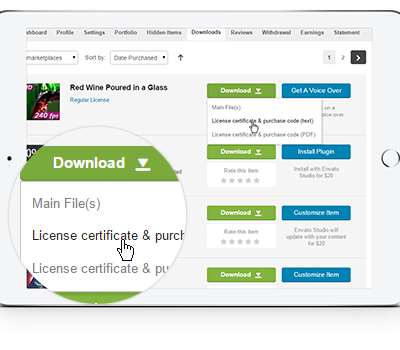 shboard Profile Settings Portfolio Hidden Items Downloads Reviews Withdrawal Earnings Statement
marketplaces Sort by: Date Purchased 1 2
Red Wine Poured in a Glass
Regular License
240 fps
Download
Get A Voice Over
Main File(s)
License certificate & purchase code (text)
License certificate & purchase code (PDF)
on a
voice over.
Download
Install Plugin
Rate this item
Install with Envato
Studio for $20
Download
Customize Item
Rate this item
Envato Studio will
update with your content
for $20
Download
Customize Item
Download
Main File(s)
License certificate & purch
License certificate & pu